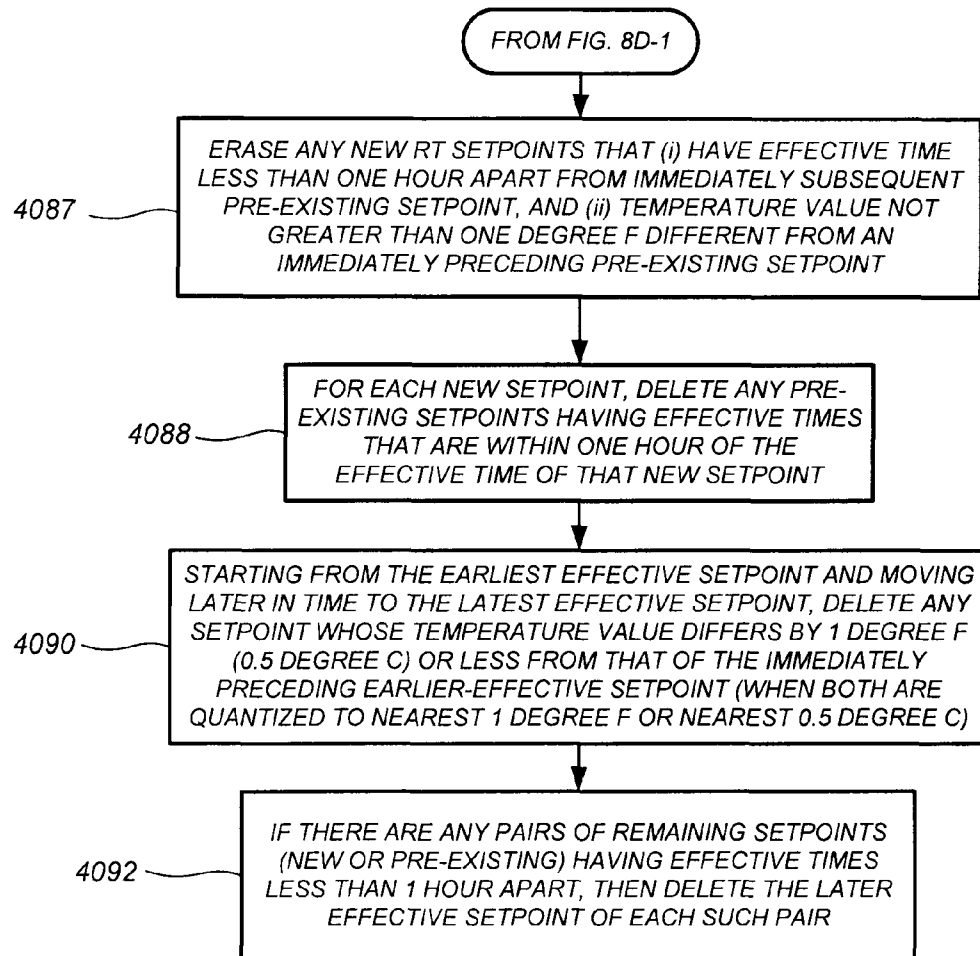 FROM FIG. 8D-1
ERASE ANY NEW RT SETPOINTS THAT (i) HAVE EFFECTIVE TIME
LESS THAN ONE HOUR APART FROM IMMEDIATELY SUBSEQUENT
PRE-EXISTING SETPOINT, AND (ii) TEMPERATURE VALUE NOT
GREATER THAN ONE DEGREE F DIFFERENT FROM AN
IMMEDIATELY PRECEDING PRE-EXISTING SETPOINT
4087
FOR EACH NEW SETPOINT, DELETE ANY PRE-
EXISTING SETPOINTS HAVING EFFECTIVE TIMES
THAT ARE WITHIN ONE HOUR OF THE
EFFECTIVE TIME OF THAT NEW SETPOINT
4088
STARTING FROM THE EARLIEST EFFECTIVE SETPOINT AND MOVING
LATER IN TIME TO THE LATEST EFFECTIVE SETPOINT, DELETE ANY
SETPOINT WHOSE TEMPERATURE VALUE DIFFERS BY 1 DEGREE F
(0.5 DEGREE C) OR LESS FROM THAT OF THE IMMEDIATELY
PRECEDING EARLIER-EFFECTIVE SETPOINT (WHEN BOTH ARE
QUANTIZED TO NEAREST 1 DEGREE F OR NEAREST 0.5 DEGREE C)
4090
IF THERE ARE ANY PAIRS OF REMAINING SETPOINTS
(NEW OR PRE-EXISTING) HAVING EFFECTIVE TIMES
LESS THAN 1 HOUR APART, THEN DELETE THE LATER
EFFECTIVE SETPOINT OF EACH SUCH PAIR
4092